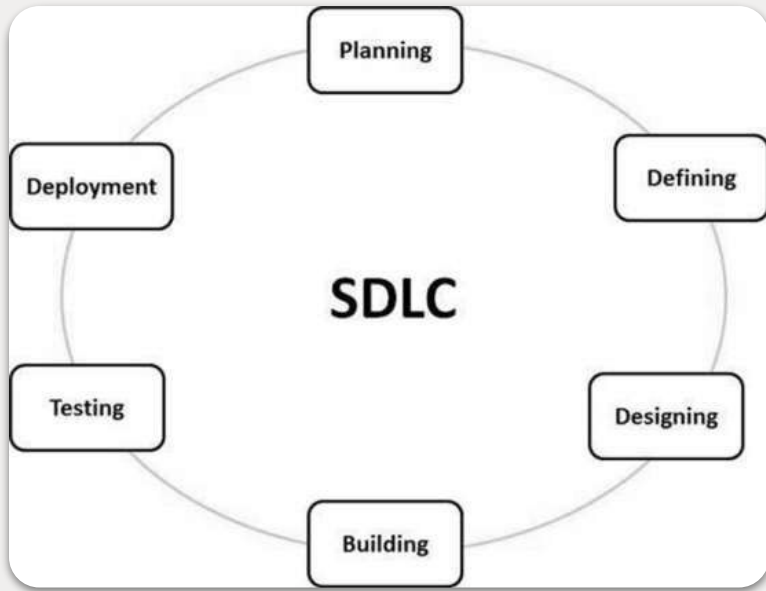 Planning
Defining
Designing
Building
Testing
Deployment
SDLC